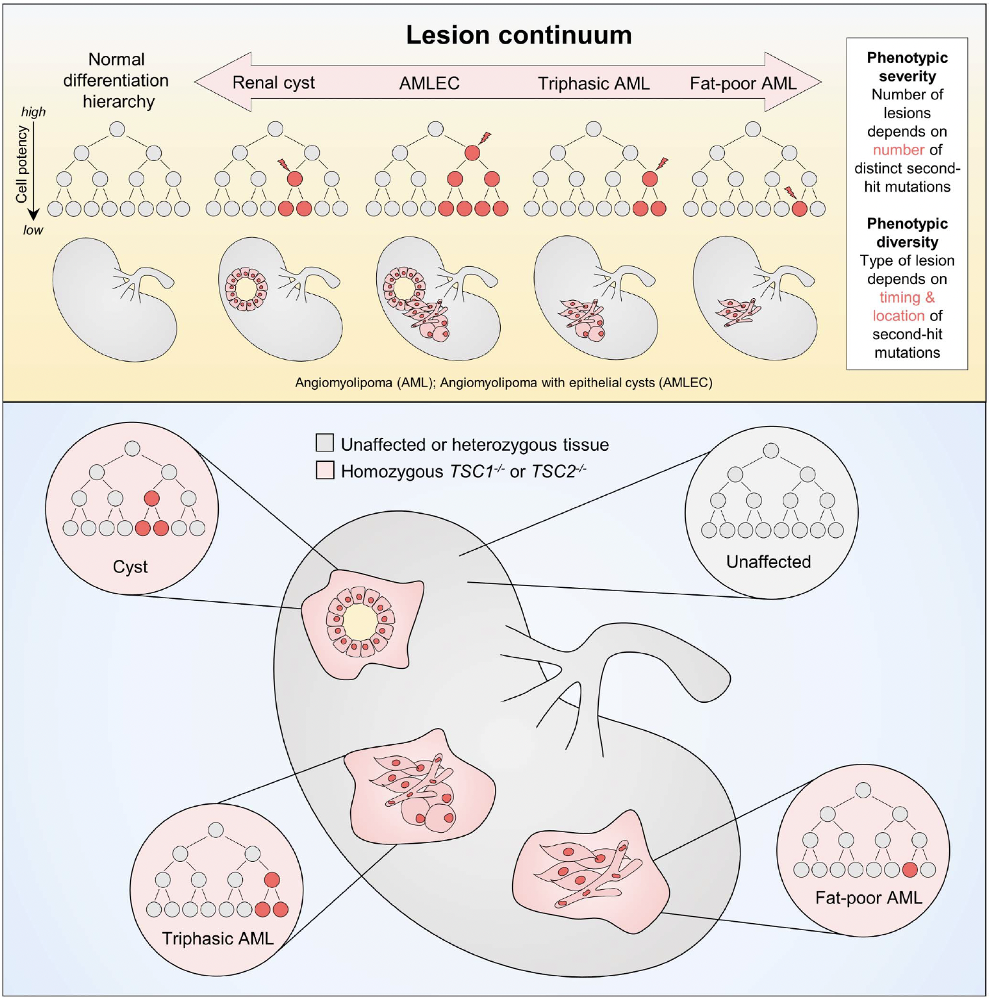 Lesion continuum
Normal
differentiation
hierarchy
Renal cyst
AMLEC
Triphasic AML
Fat-poor AML
high
Cell potency
low
Phenotypic
severity
Number of
lesions
depends on
number of
distinct second-
hit mutations
Phenotypic
diversity
Type of lesion
depends on
timing &
location of
second-hit
mutations
Angiomyolipoma (AML); Angiomyolipoma with epithelial cysts (AMLEC)
Unaffected or heterozygous tissue
Homozygous TSC1-/- or TSC2-/-
Cyst
Unaffected
Triphasic AML
Fat-poor AML